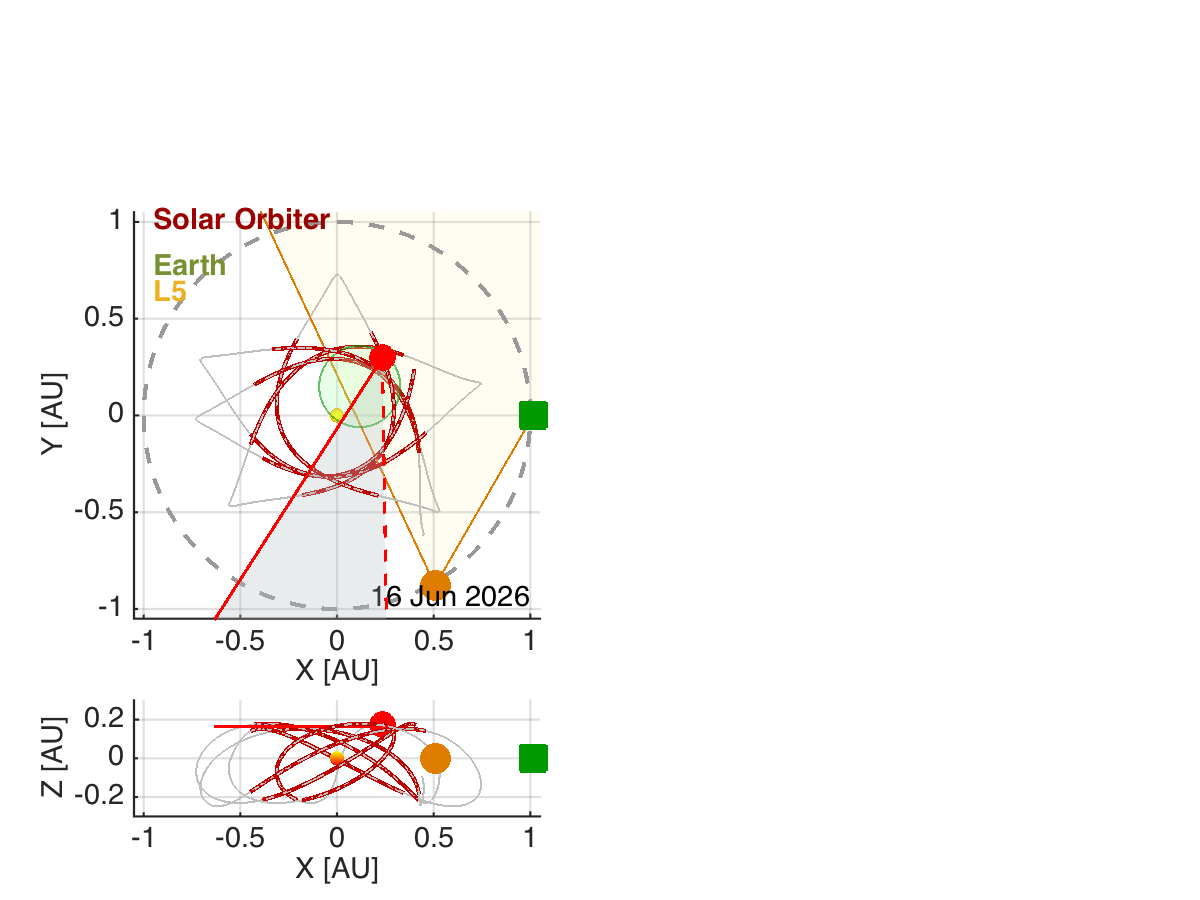 Solar Orbiter
Earth
L5
1
0.5
0
-0.5
-1
Y [AU]
16 Jun 2026
-1 -0.5 0 0.5 1
X [AU]
0.2
0
-0.2
Z [AU]
-1 -0.5 0 0.5 1
X [AU]